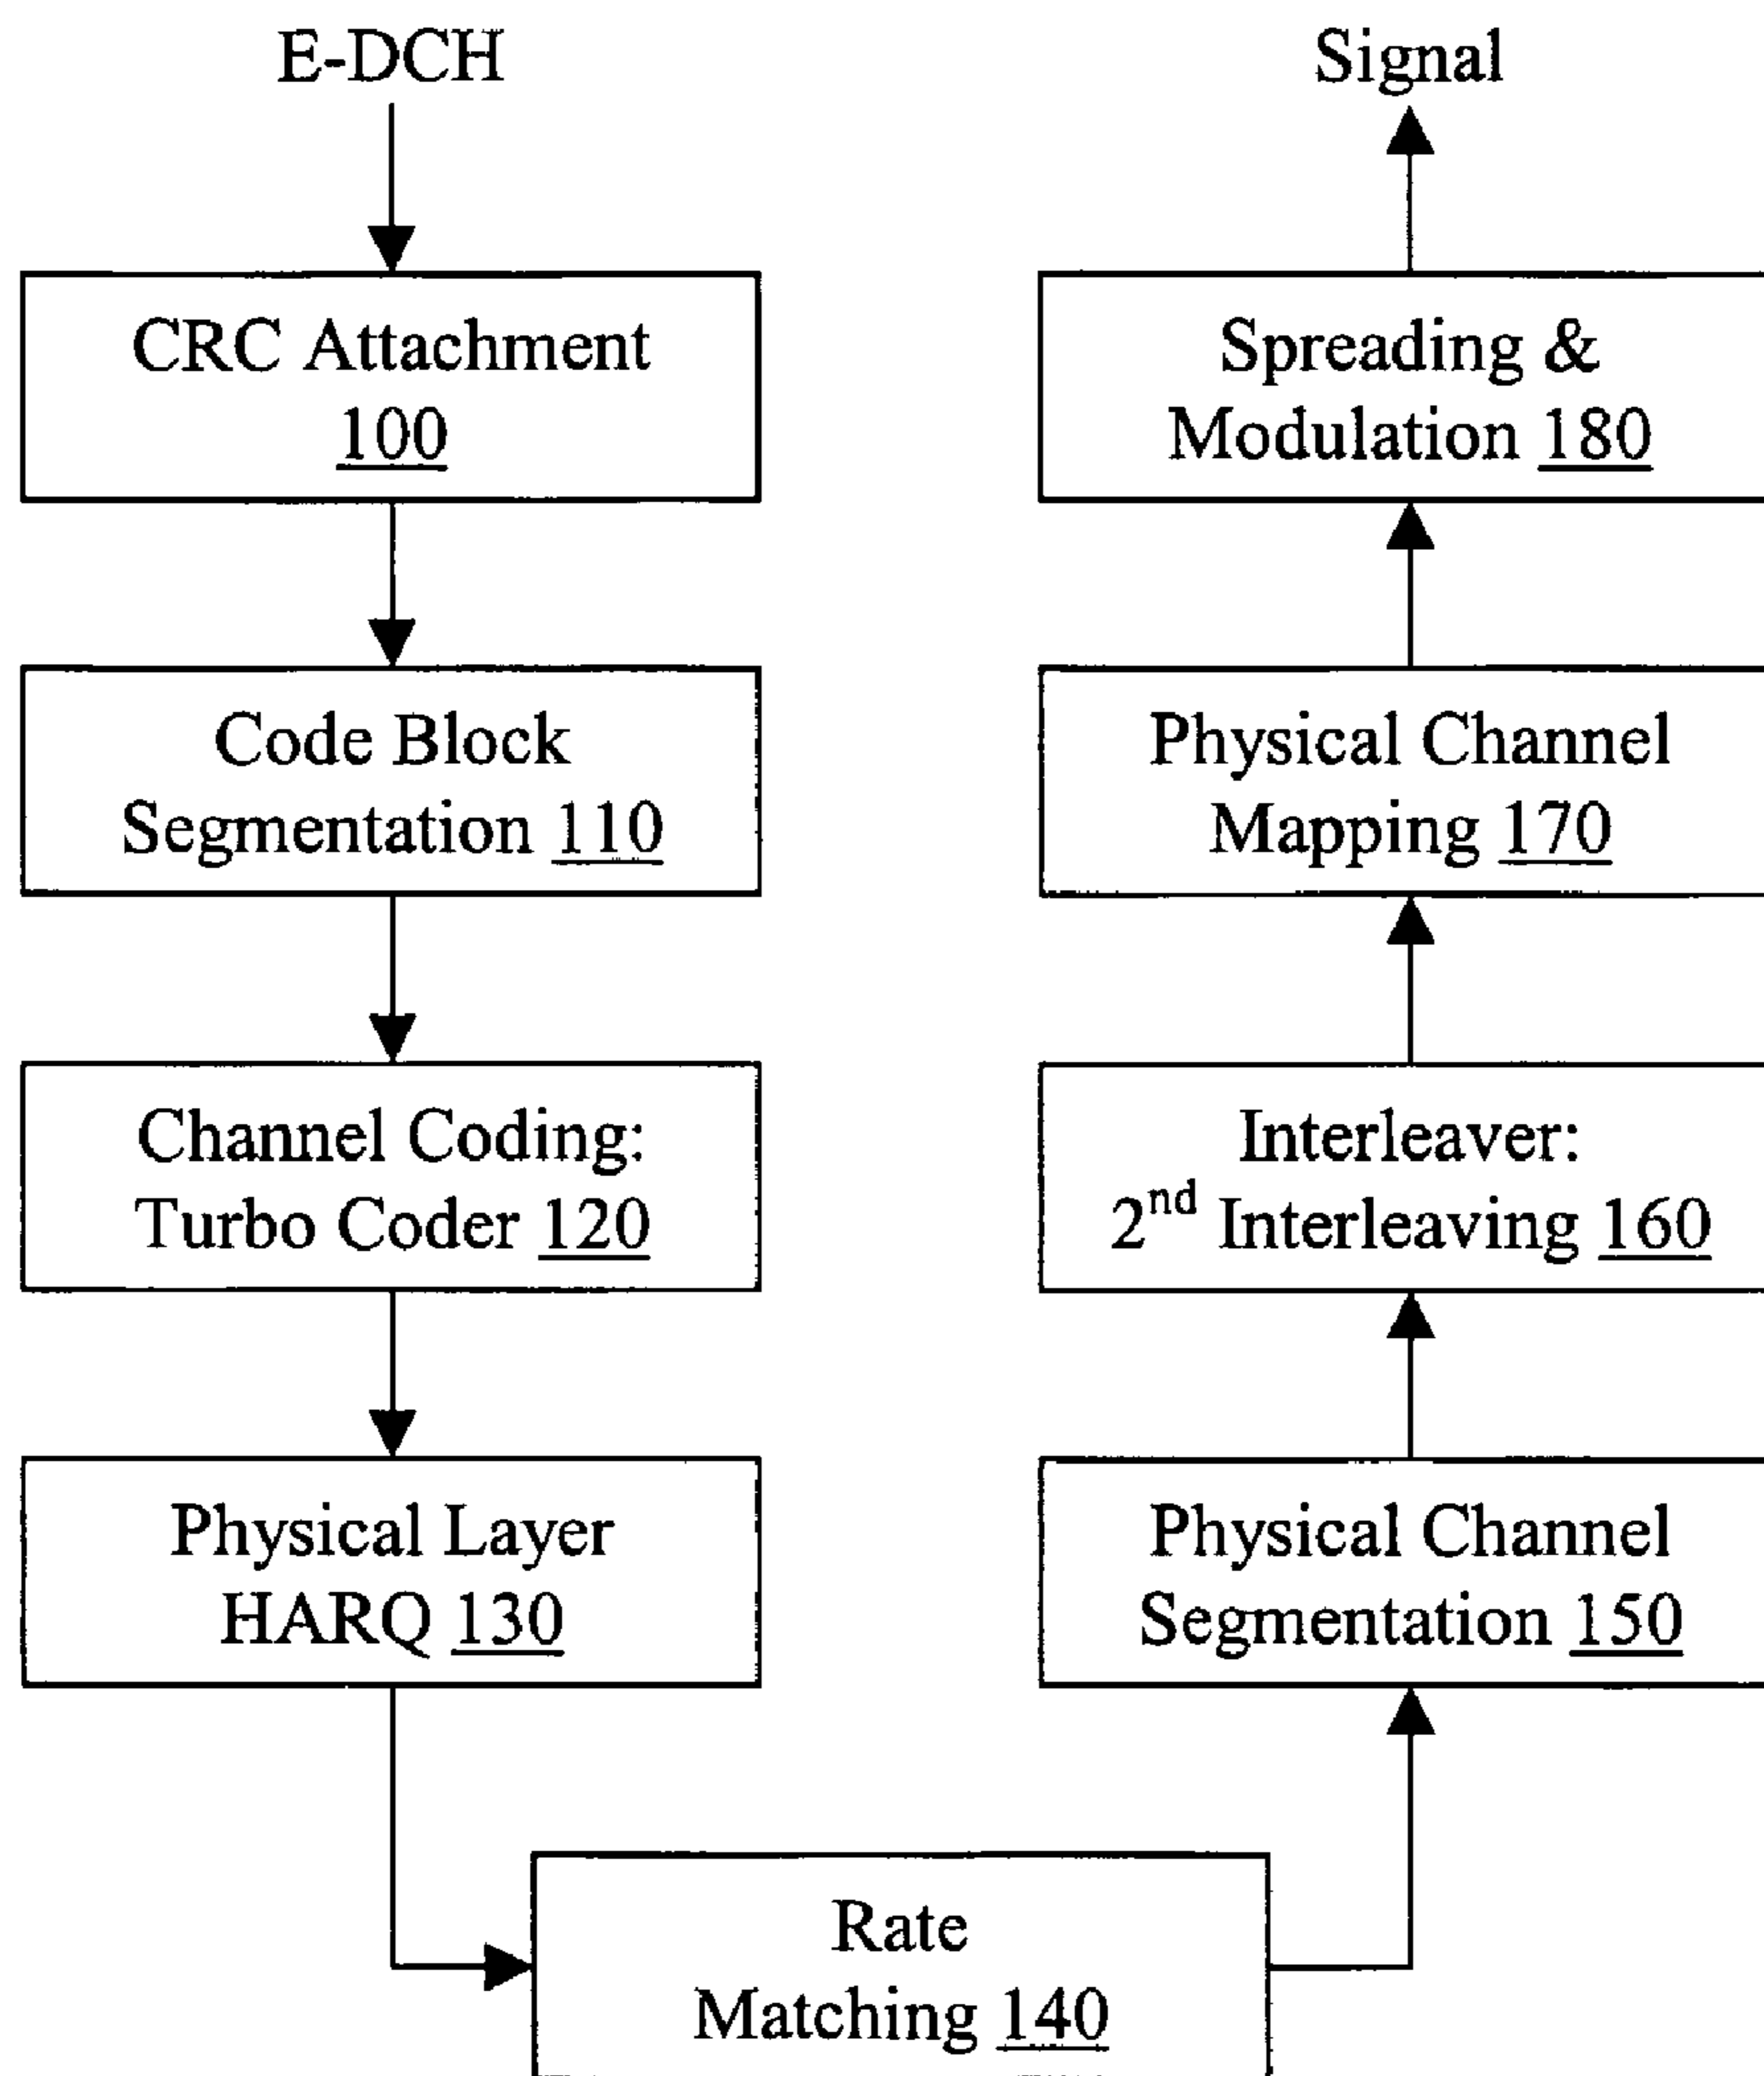 E-DCH
CRC Attachment
100
Code Block
Segmentation 110
Channel Coding:
Turbo Coder 120
Physical Layer
HARQ 130
Rate
Matching 140
Physical Channel
Segmentation 150
Interleaver:
2nd Interleaving 160
Physical Channel
Mapping 170
Spreading &
Modulation 180
Signal